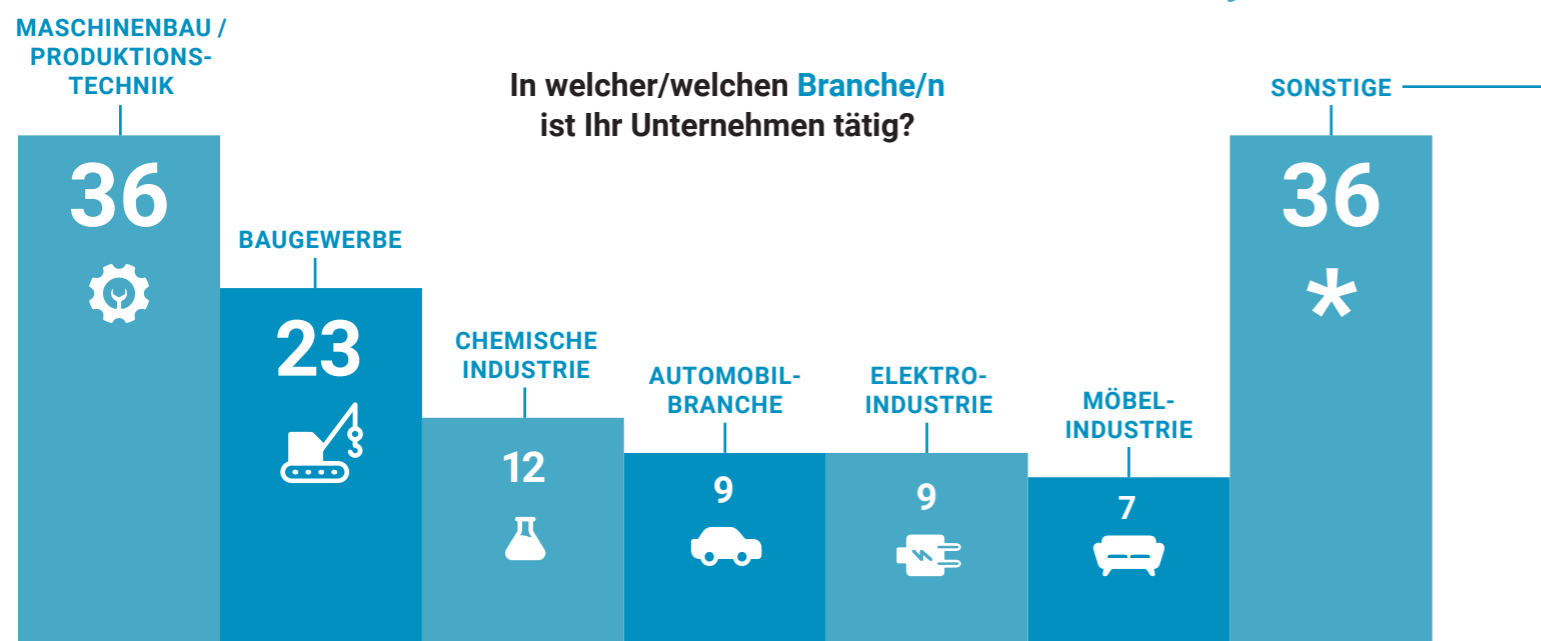 MASCHINENBAU /
PRODUKTIONS-
TECHNIK
36
In welcher/welchen Branche/n
ist Ihr Unternehmen tätig?
BAUGEWERBE
23
CHEMISCHE
INDUSTRIE
12
AUTOMOBIL-
BRANCHE
9
ELEKTRO-
INDUSTRIE
9
MÖBEL-
INDUSTRIE
7
SONSTIGE
36
*